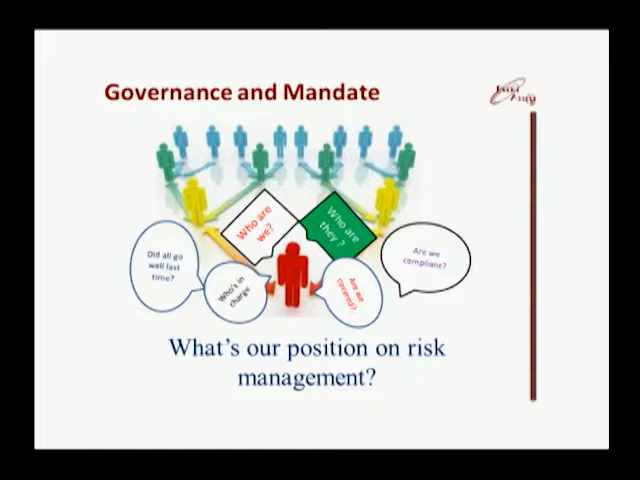 Governance and Mandate
Who are
we?
Who are
they ?
Did all go
well last
time?
Who's in
charge
Are we
covered?
Are we
compliant?
What's our position on risk
management?